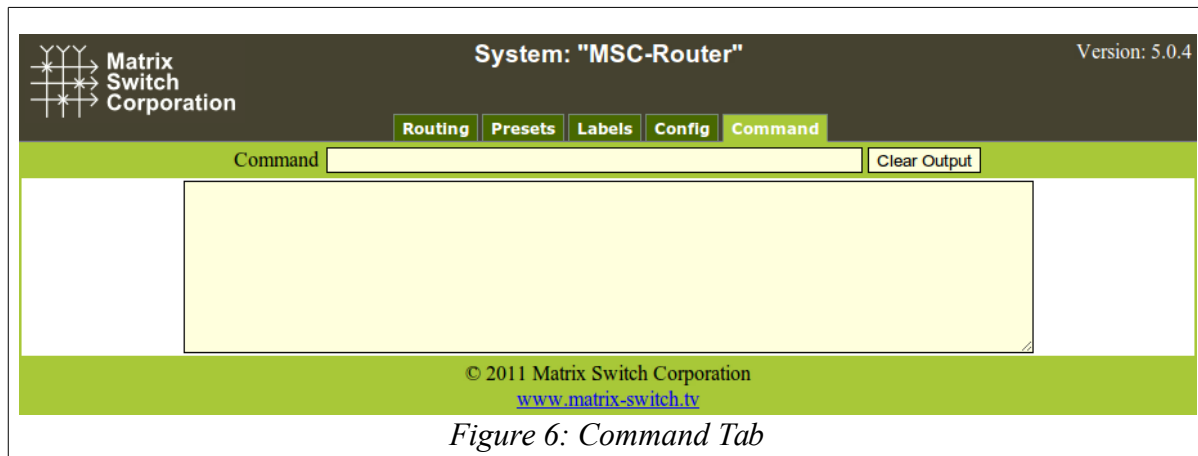 Matrix
Switch
Corporation
System: "MSC-Router"
Version: 5.0.4
Routing Presets Labels Config Command
Command Clear Output
© 2011 Matrix Switch Corporation
www.matrix-switch.tv
Figure 6: Command Tab